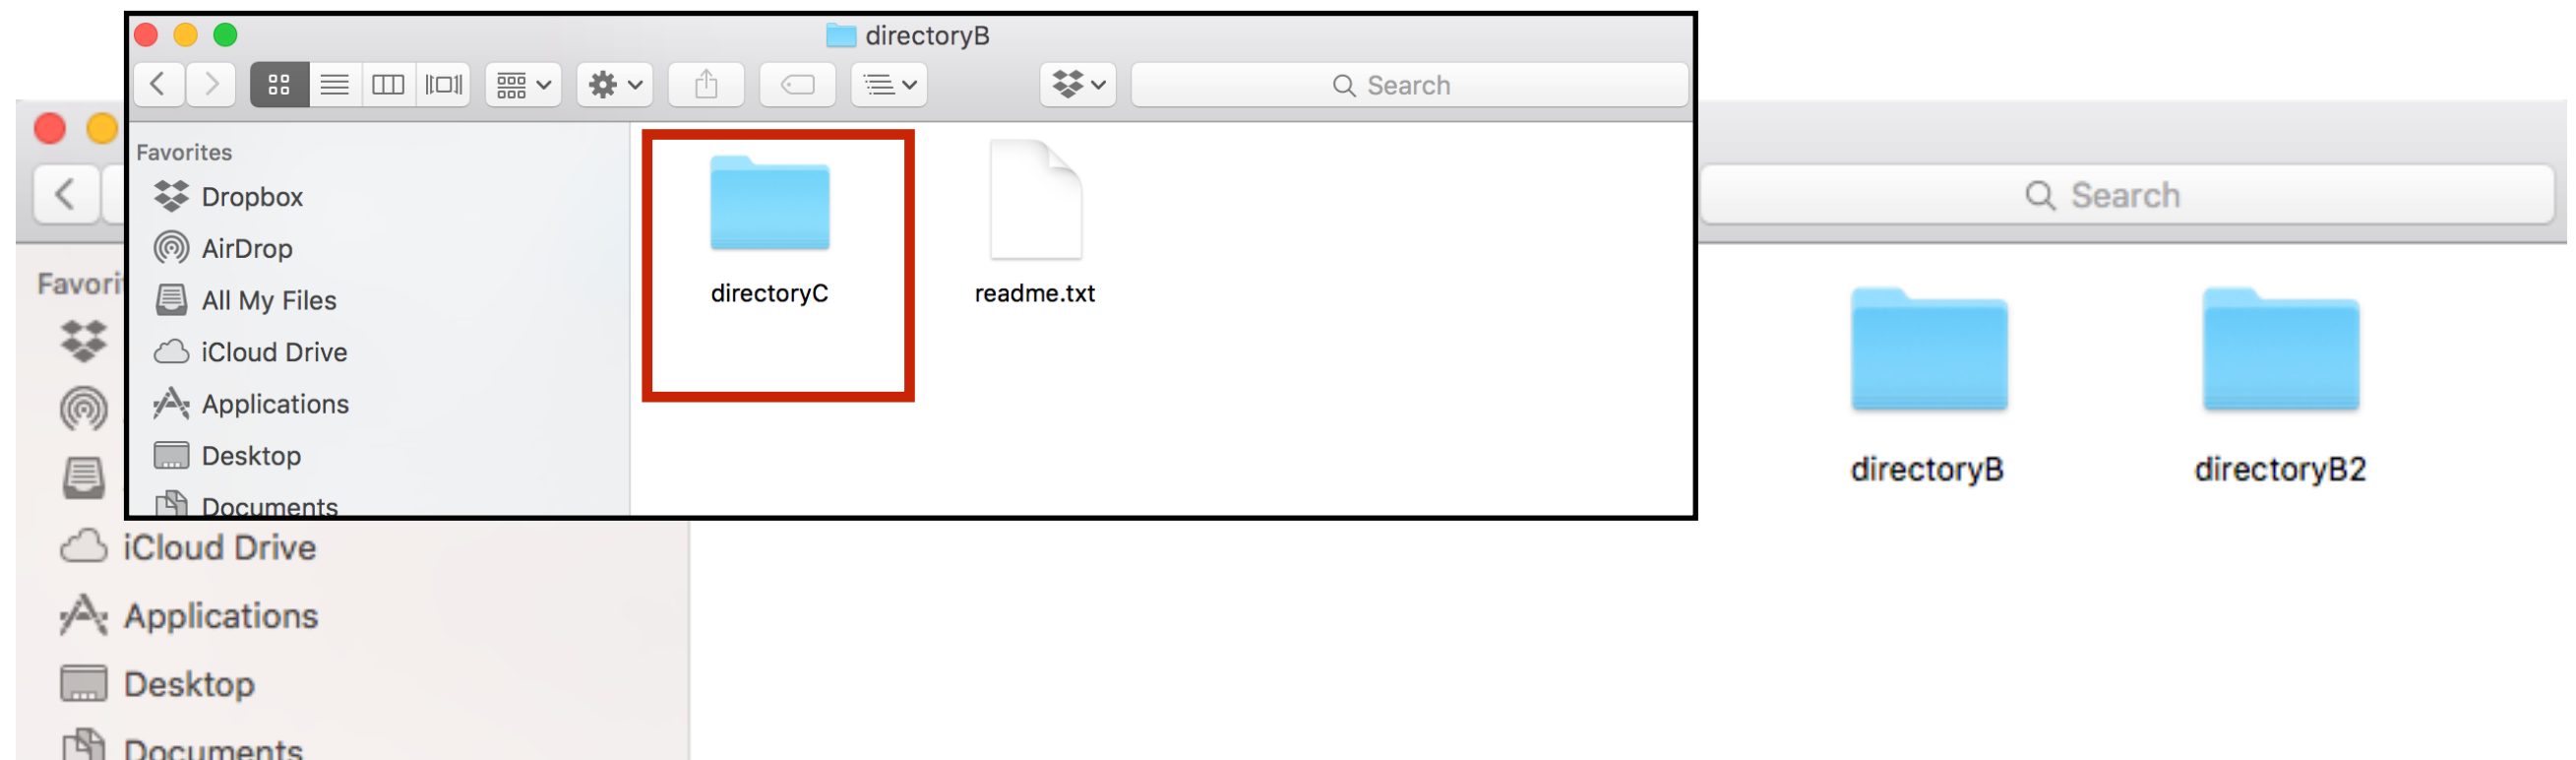 directoryB
Search
Favorites
Dropbox
AirDrop
All My Files
iCloud Drive
Applications
Desktop
Documents
directoryC
readme.txt
Search
Favori
iCloud Drive
Applications
Desktop
Documents
directoryB
directoryB2